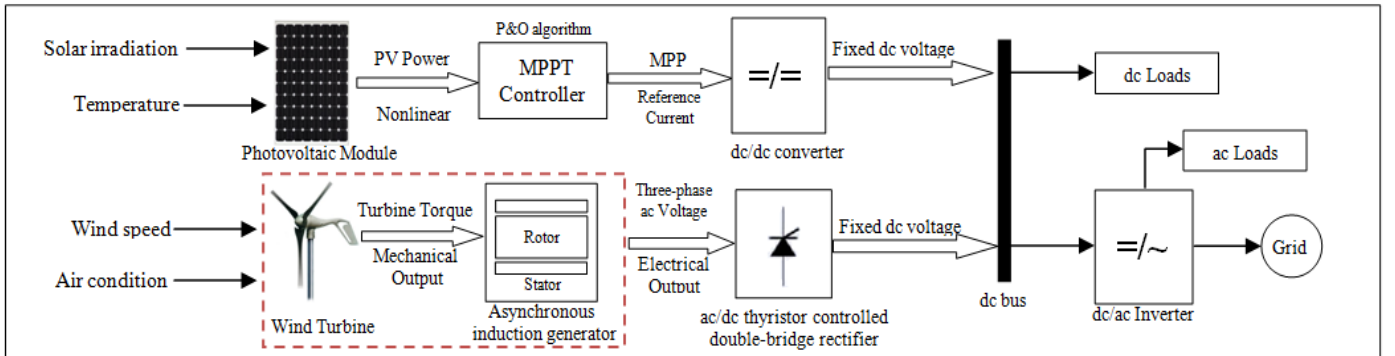 Solar irradiation
Temperature
Photovoltaic Module
PV Power
Nonlinear
P&O algorithm
MPPT
Controller
MPP
Reference
Current
=/=
dc/dc converter
Fixed dc voltage
dc Loads
ac Loads
Wind speed
Air condition
Wind Turbine
Turbine Torque
Mechanical
Output
Rotor
Stator
Asynchronous
induction generator
Three-phase
ac Voltage
Electrical
Output
ac/dc thyristor controlled
double-bridge rectifier
Fixed dc voltage
dc bus
=/~
dc/ac Inverter
Grid